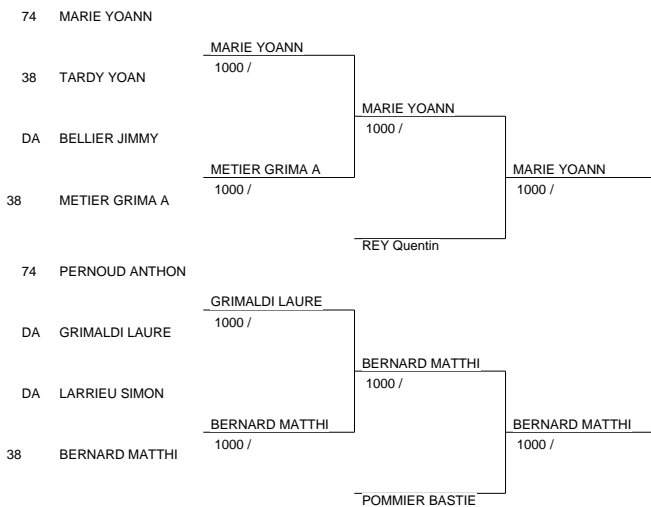 74 MARIE YOANN
MARIE YOANN
1000 /
38 TARDY YOAN
MARIE YOANN
1000 /
DA BELLIER JIMMY
METIER GRIMA A
MARIE YOANN
1000 /
1000 /
38 METIER GRIMA A
REY Quentin
74 PERNOUD ANTHON
GRIMALDI LAURE
1000 /
DA GRIMALDI LAURE
BERNARD MATTHI
1000 /
DA LARRIEU SIMON
BERNARD MATTHI
BERNARD MATTHI
1000 /
1000 /
38 BERNARD MATTHI
POMMIER BASTIE